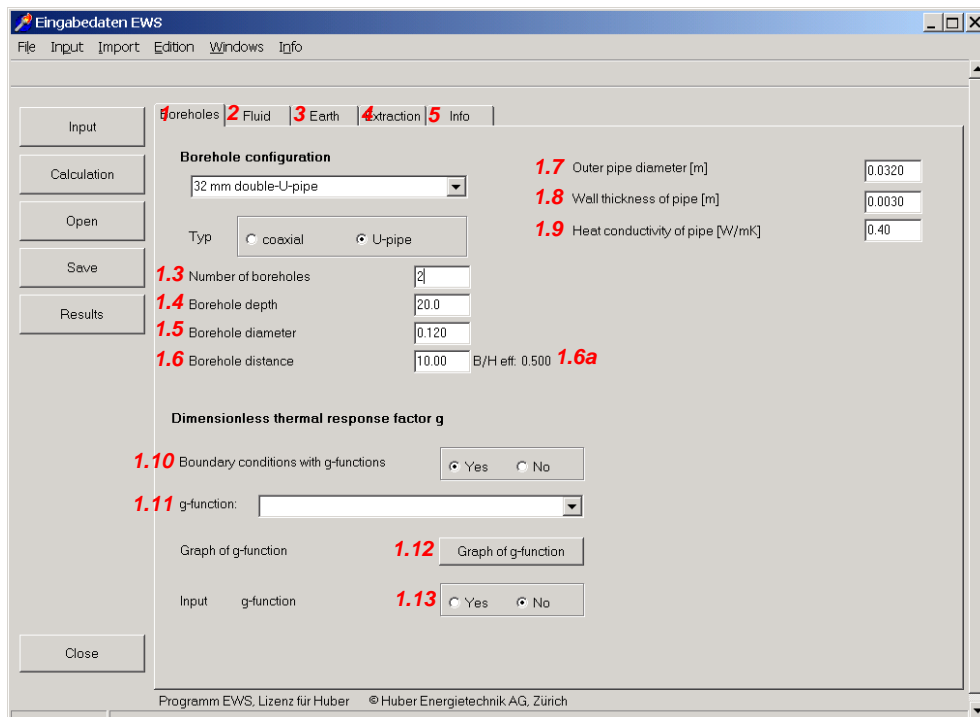 Eingabedaten EWS
File Input Import Edition Windows Info
Input
Calculation
Open
Save
Results
Close
1 Boreholes 2 Fluid 3 Earth 4 Extraction 5 Info
Borehole configuration
32 mm double-U-pipe
Typ coaxial U-pipe
1.3 Number of boreholes 2
1.4 Borehole depth 20.0
1.5 Borehole diameter 0.120
1.6 Borehole distance 10.00 B/H eff: 0.500 1.6a
1.7 Outer pipe diameter [m] 0.0320
1.8 Wall thickness of pipe [m] 0.0030
1.9 Heat conductivity of pipe [W/mK] 0.40
Dimensionless thermal response factor g
1.10 Boundary conditions with g-functions Yes No
1.11 g-function:
Graph of g-function 1.12 Graph of g-function
Input g-function 1.13 Yes No
Programm EWS, Lizenz für Huber © Huber Energietechnik AG, Zürich